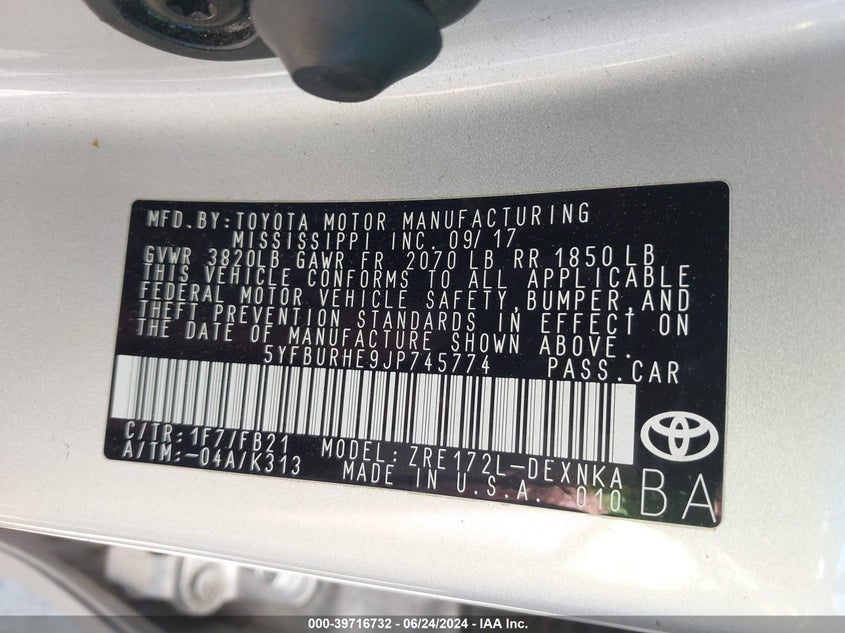 MFD.BY:TOYOTA MOTOR MANUFACTURING
MISSISSIPPI INC. 09/17
GVWR 3820LB GAWR FR 2070 LB RR 1850 LB
THIS VEHICLE CONFORMS TO ALL APPLICABLE
FEDERAL MOTOR VEHICLE SAFETY,BUMPER,AND
THEFT PREVENTION STANDARDS IN EFFECT ON
THE DATE OF MANUFACTURE SHOWN ABOVE.
5YFBURHE9JP745774 PASS.CAR
C/TR:1F7/FB21 MODEL:ZRE172L-DEXNKA
A/TM:-04A/K313 MADE IN U.S.A. 010
BA
000-39716732 - 06/24/2024 - IAA Inc.